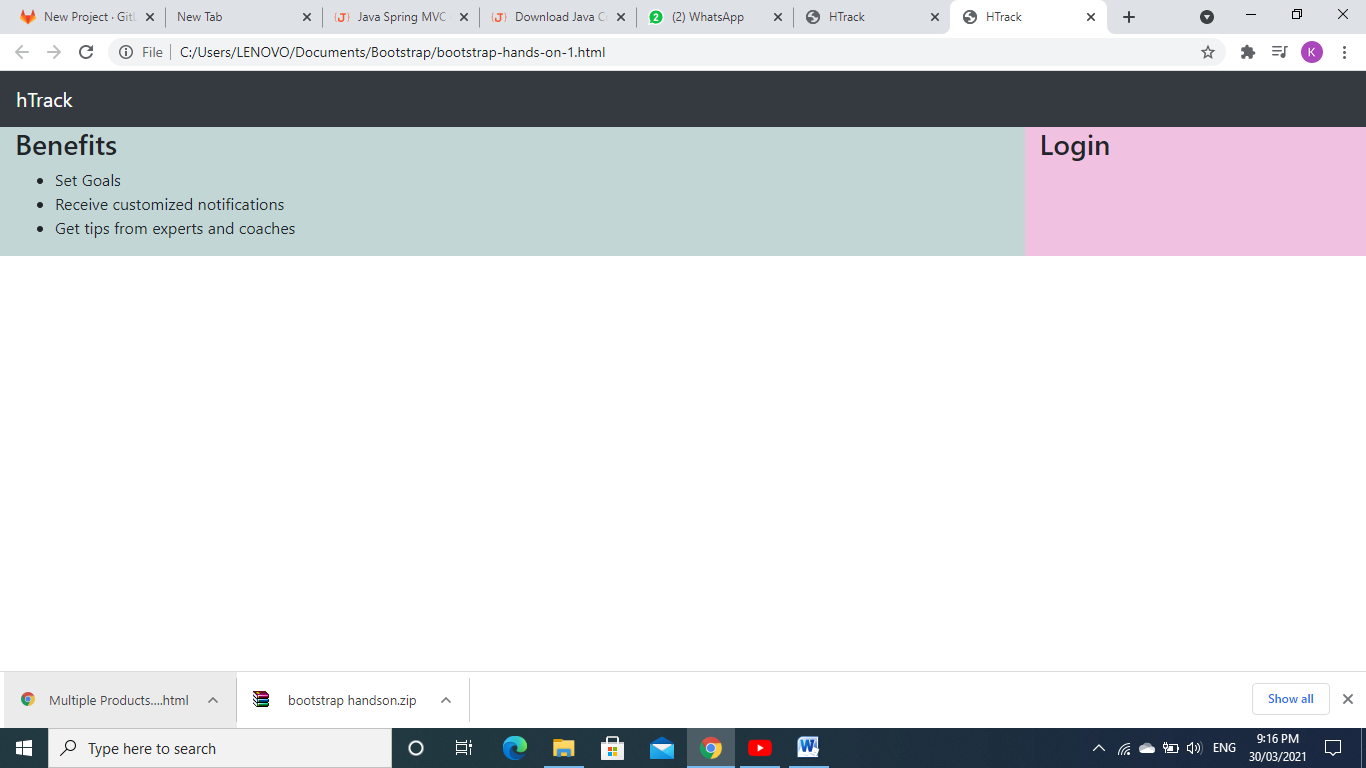 New Project · Git
New Tab
Java Spring MVC
Download Java C
2 (2) WhatsApp
HTrack
HTrack
File C:/Users/LENOVO/Documents/Bootstrap/bootstrap-hands-on-1.html
K
hTrack
Benefits
Login
Set Goals
Receive customized notifications
Get tips from experts and coaches
Multiple Products....html
bootstrap handson.zip
Show all
Type here to search
ENG
9:16 PM
30/03/2021